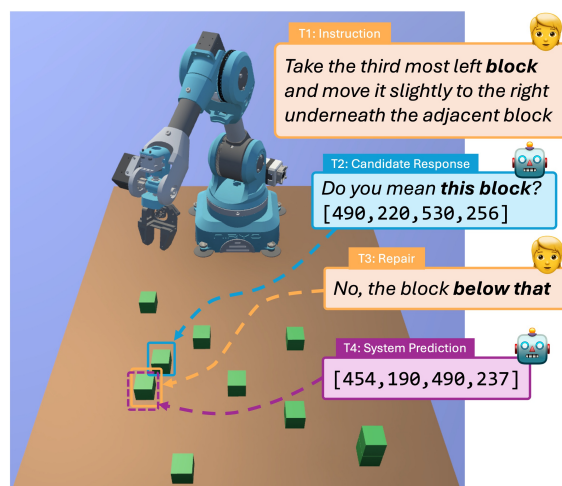 T1: Instruction
Take the third most left block
and move it slightly to the right
underneath the adjacent block
T2: Candidate Response
Do you mean this block?
[490,220,530,256]
T3: Repair
No, the block below that
T4: System Prediction
[454,190,490,237]